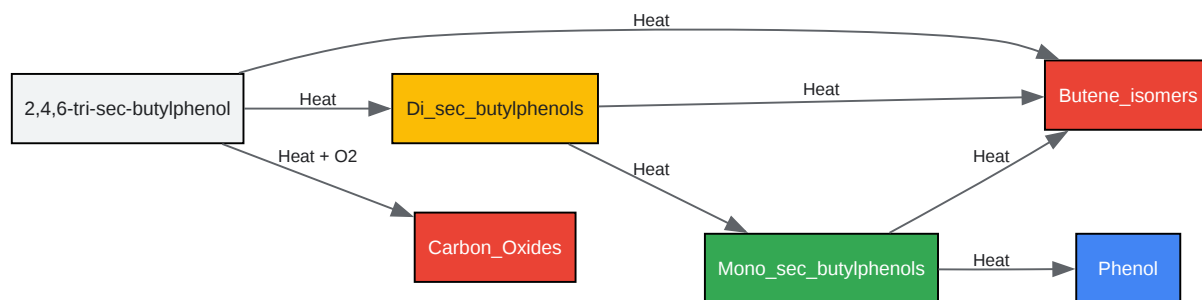 Heat
2,4,6-tri-sec-butylphenol
Heat
Di_sec_butylphenols
Heat
Butene_isomers
Heat + O2
Heat
Heat
Carbon_Oxides
Mono_sec_butylphenols
Heat
Phenol